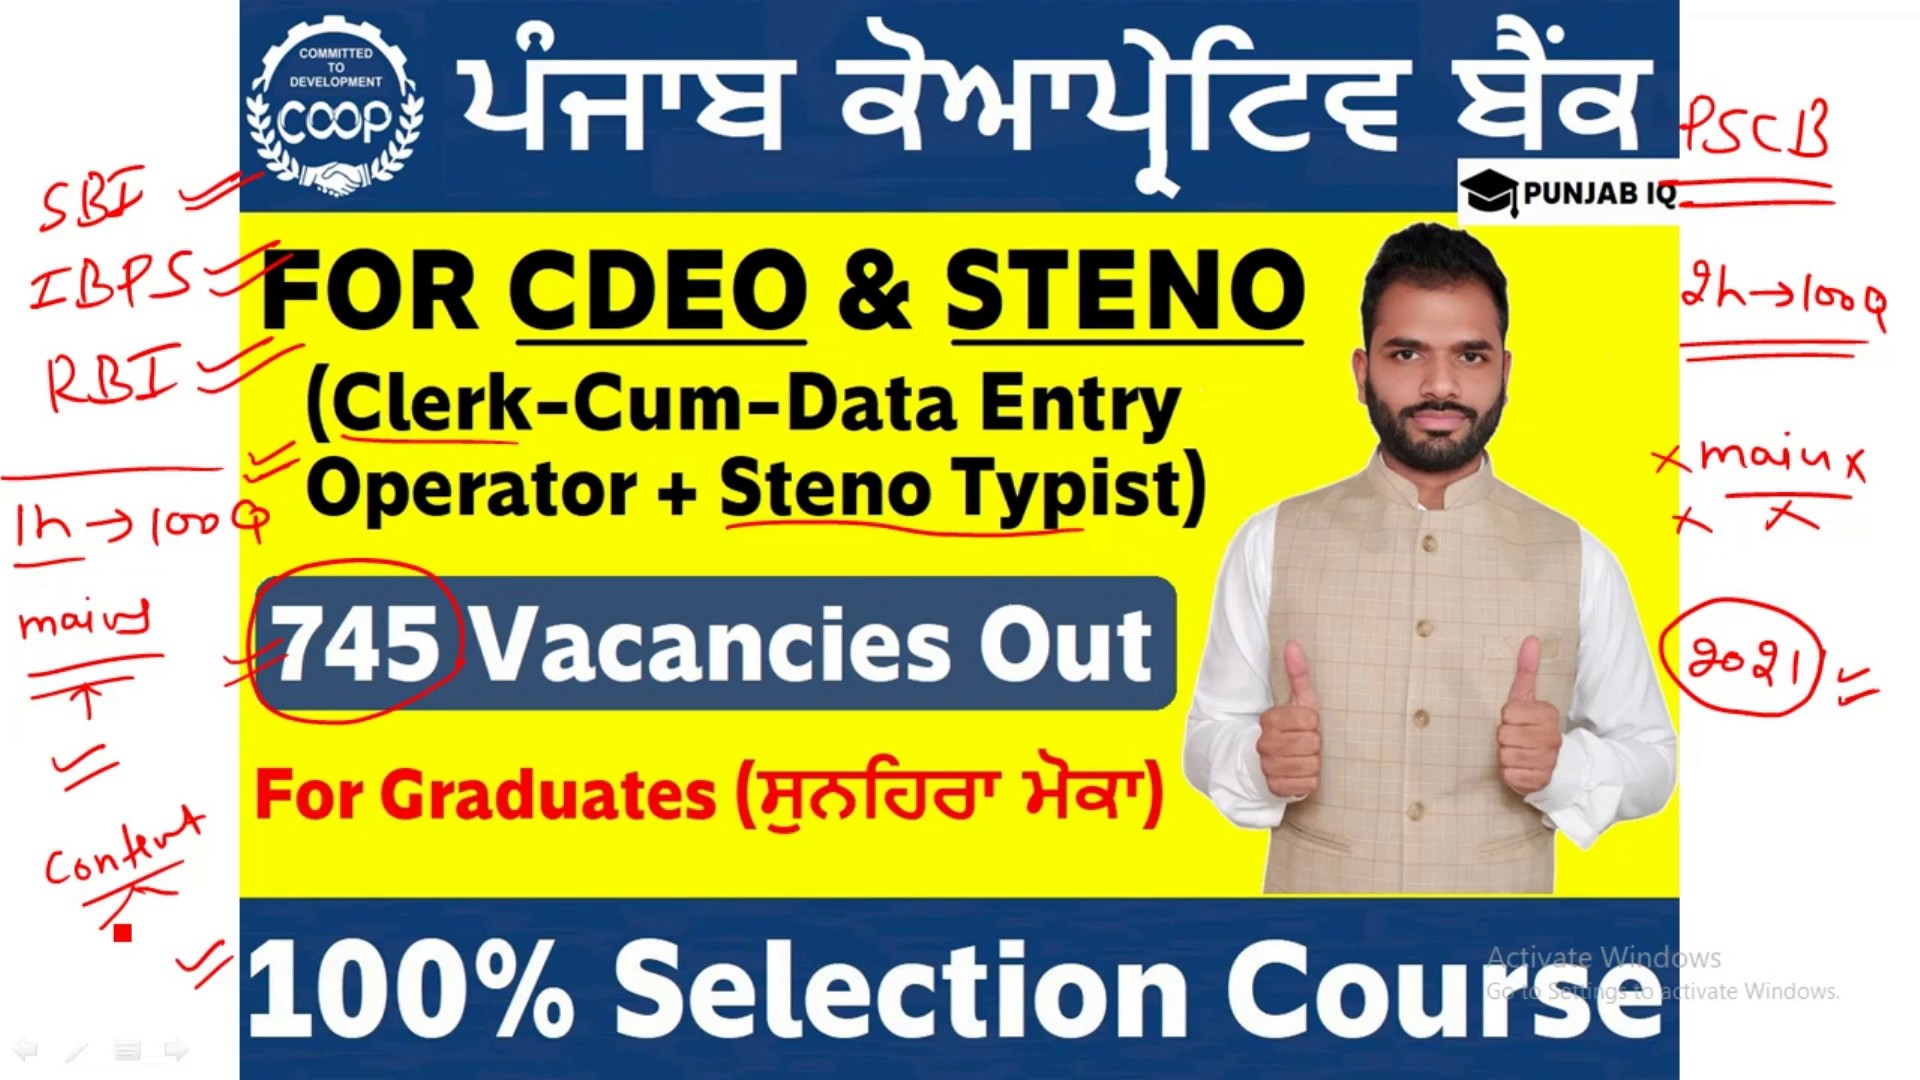 COMMITTED
TO
DEVELOPMENT
COOP
ਪੰਜਾਬ ਕੋਆਪ੍ਰੇਟਿਵ ਬੈਂਕ
PUNJAB IQ
FOR CDEO & STENO
(Clerk-Cum-Data Entry
Operator + Steno Typist)
745 Vacancies Out
For Graduates (ਸੁਨਹਿਰਾ ਮੋਕਾ)
100% Selection Course
SBI
IBPS
RBI
1h → 100 Q
mains
Content
PSCB
2h → 100 Q
x mains x
x x
2021
Activate Windows
Go to Settings to activate Windows.